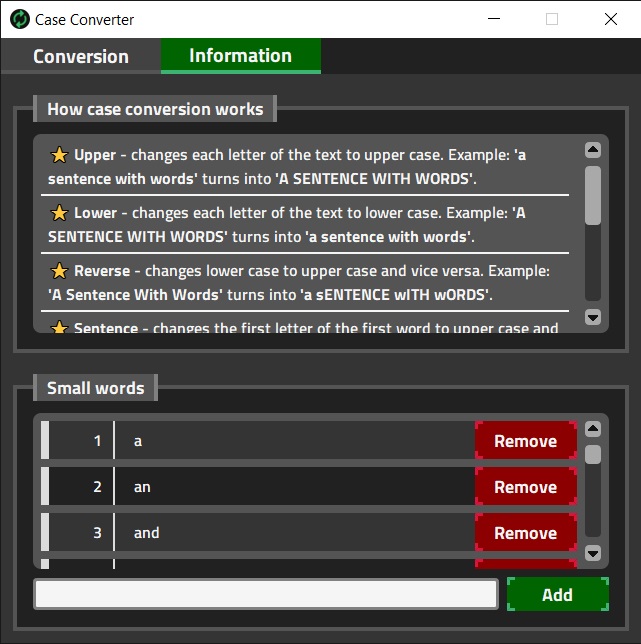 Case Converter
Conversion
Information
How case conversion works
Upper - changes each letter of the text to upper case. Example: 'a
sentence with words' turns into 'A SENTENCE WITH WORDS'.
Lower - changes each letter of the text to lower case. Example: 'A
SENTENCE WITH WORDS' turns into 'a sentence with words'.
Reverse - changes lower case to upper case and vice versa. Example:
'A Sentence With Words' turns into 'a sENTENCE wITH wORDS'.
Sentence - changes the first letter of the first word to upper case and
Small words
1 a Remove
2 an Remove
3 and Remove
Add